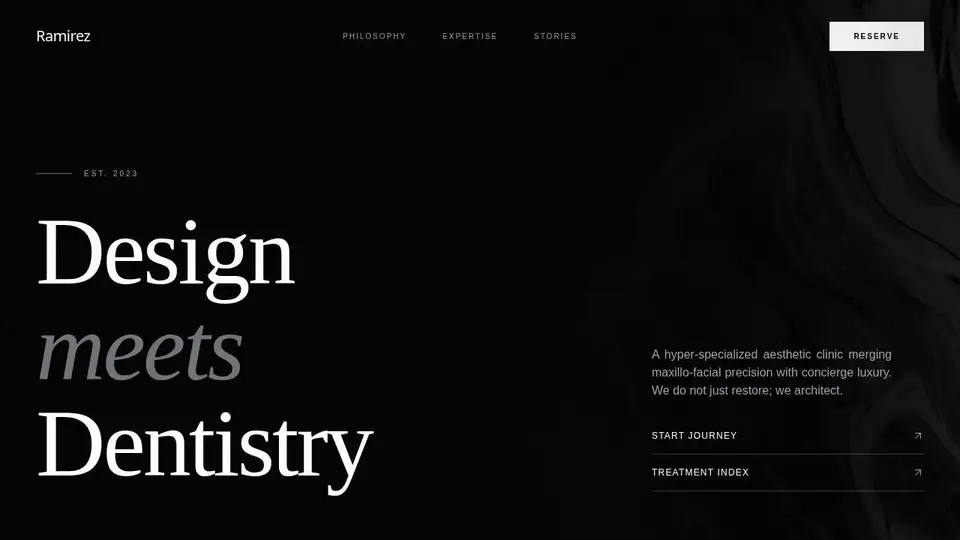 Ramirez
PHILOSOPHY
EXPERTISE
STORIES
RESERVE
EST. 2023
Design
meets
Dentistry
A hyper-specialized aesthetic clinic merging
maxillo-facial precision with concierge luxury.
We do not just restore; we architect.
START JOURNEY
TREATMENT INDEX